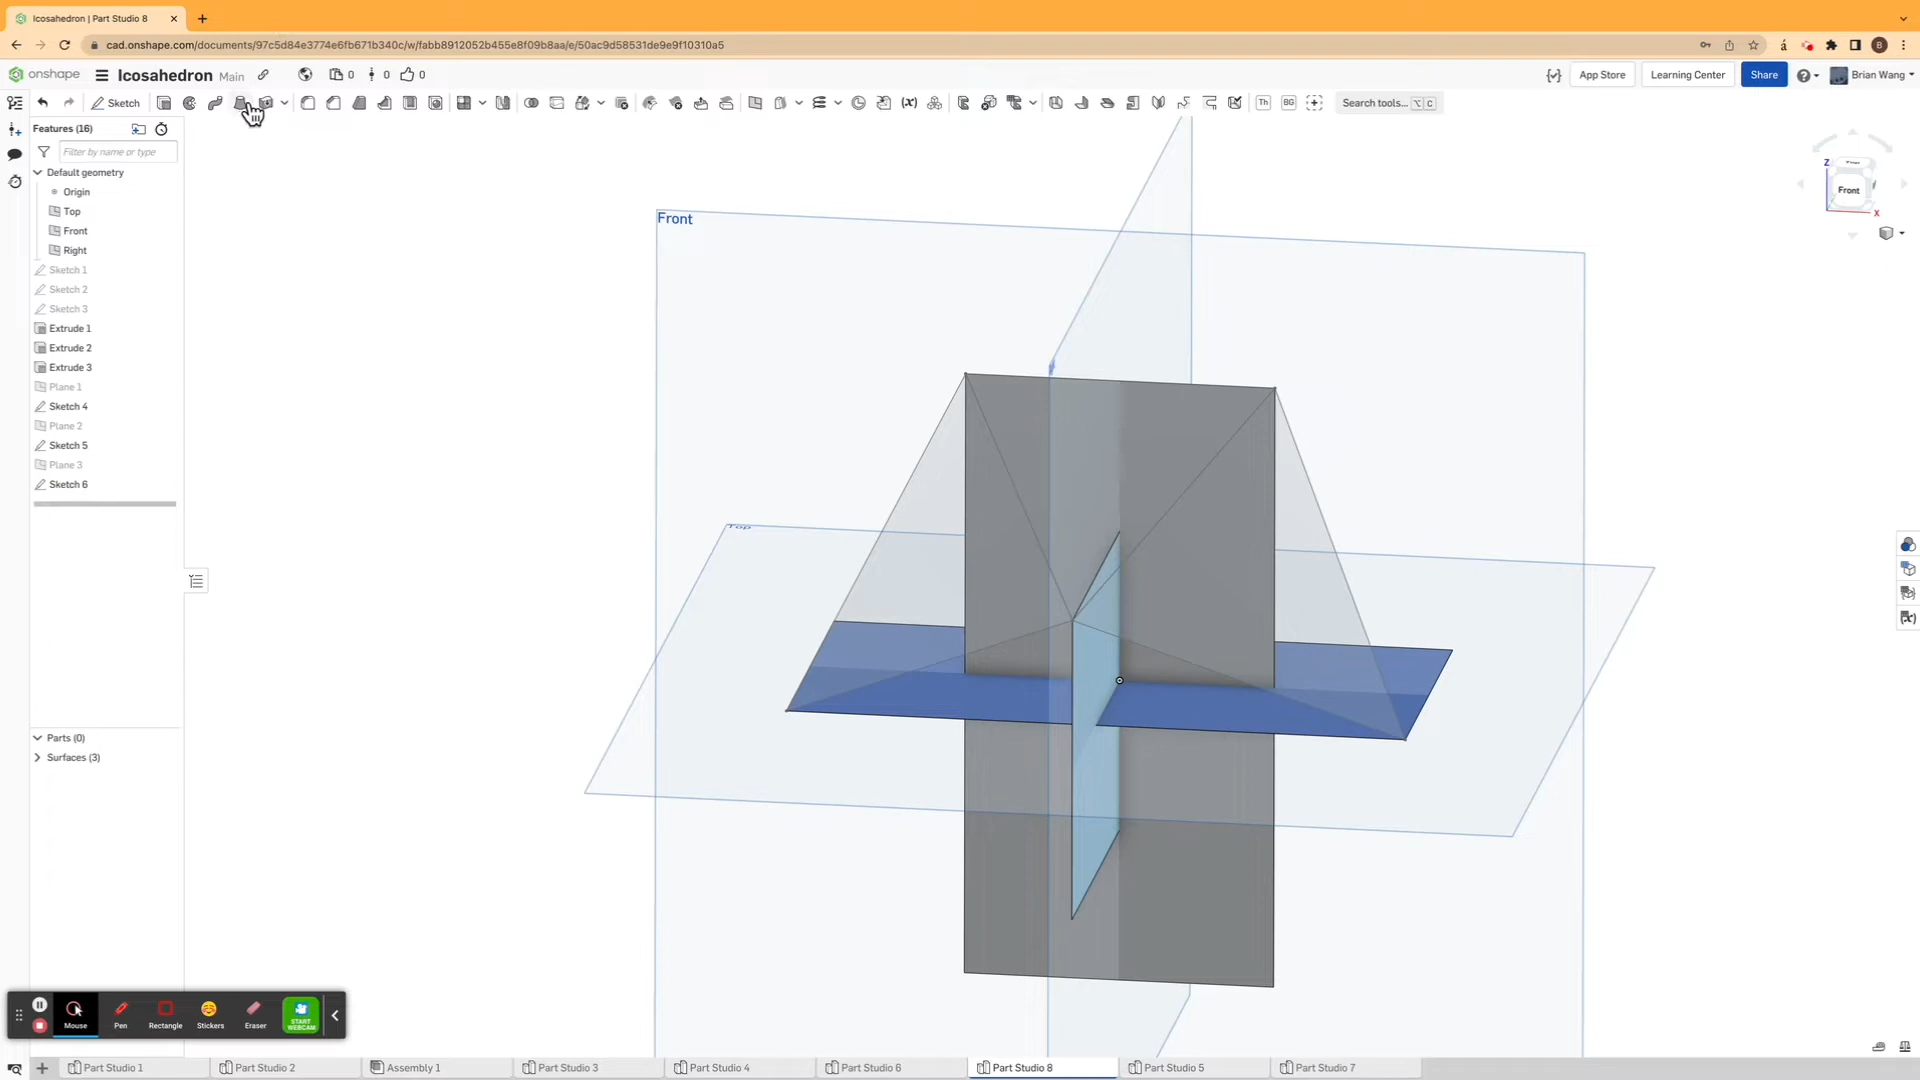 Icosahedron | Part Studio 8
cad.onshape.com/documents/97c5d84e3774e6fb671b340c/w/fabb8912052b455e8f09b8aa/e/50ac9d58531de9e9f10310a5
B
onshape
Icosahedron Main
0
0
0
App Store
Learning Center
Share
Brian Wang
Sketch
Th
BG
Search tools... ⌥ C
Features (16)
Filter by name or type
Default geometry
Origin
Top
Front
Right
Sketch 1
Sketch 2
Sketch 3
Extrude 1
Extrude 2
Extrude 3
Plane 1
Sketch 4
Plane 2
Sketch 5
Plane 3
Sketch 6
Parts (0)
Surfaces (3)
Front
Top
Z
Front
X
Mouse
Pen
Rectangle
Stickers
Eraser
START WEBCAM
Part Studio 1
Part Studio 2
Assembly 1
Part Studio 3
Part Studio 4
Part Studio 6
Part Studio 8
Part Studio 5
Part Studio 7